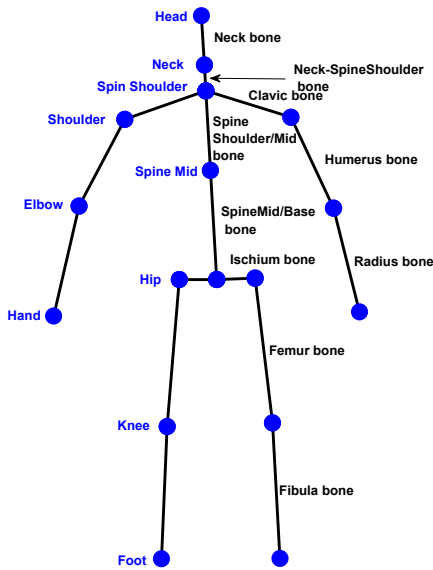 Head
Neck bone
Neck
Neck-SpineShoulder
bone
Spin Shoulder
Clavic bone
Shoulder
Spine
Shoulder/Mid
bone
Humerus bone
Spine Mid
Elbow
SpineMid/Base
bone
Ischium bone
Radius bone
Hip
Hand
Femur bone
Knee
Fibula bone
Foot